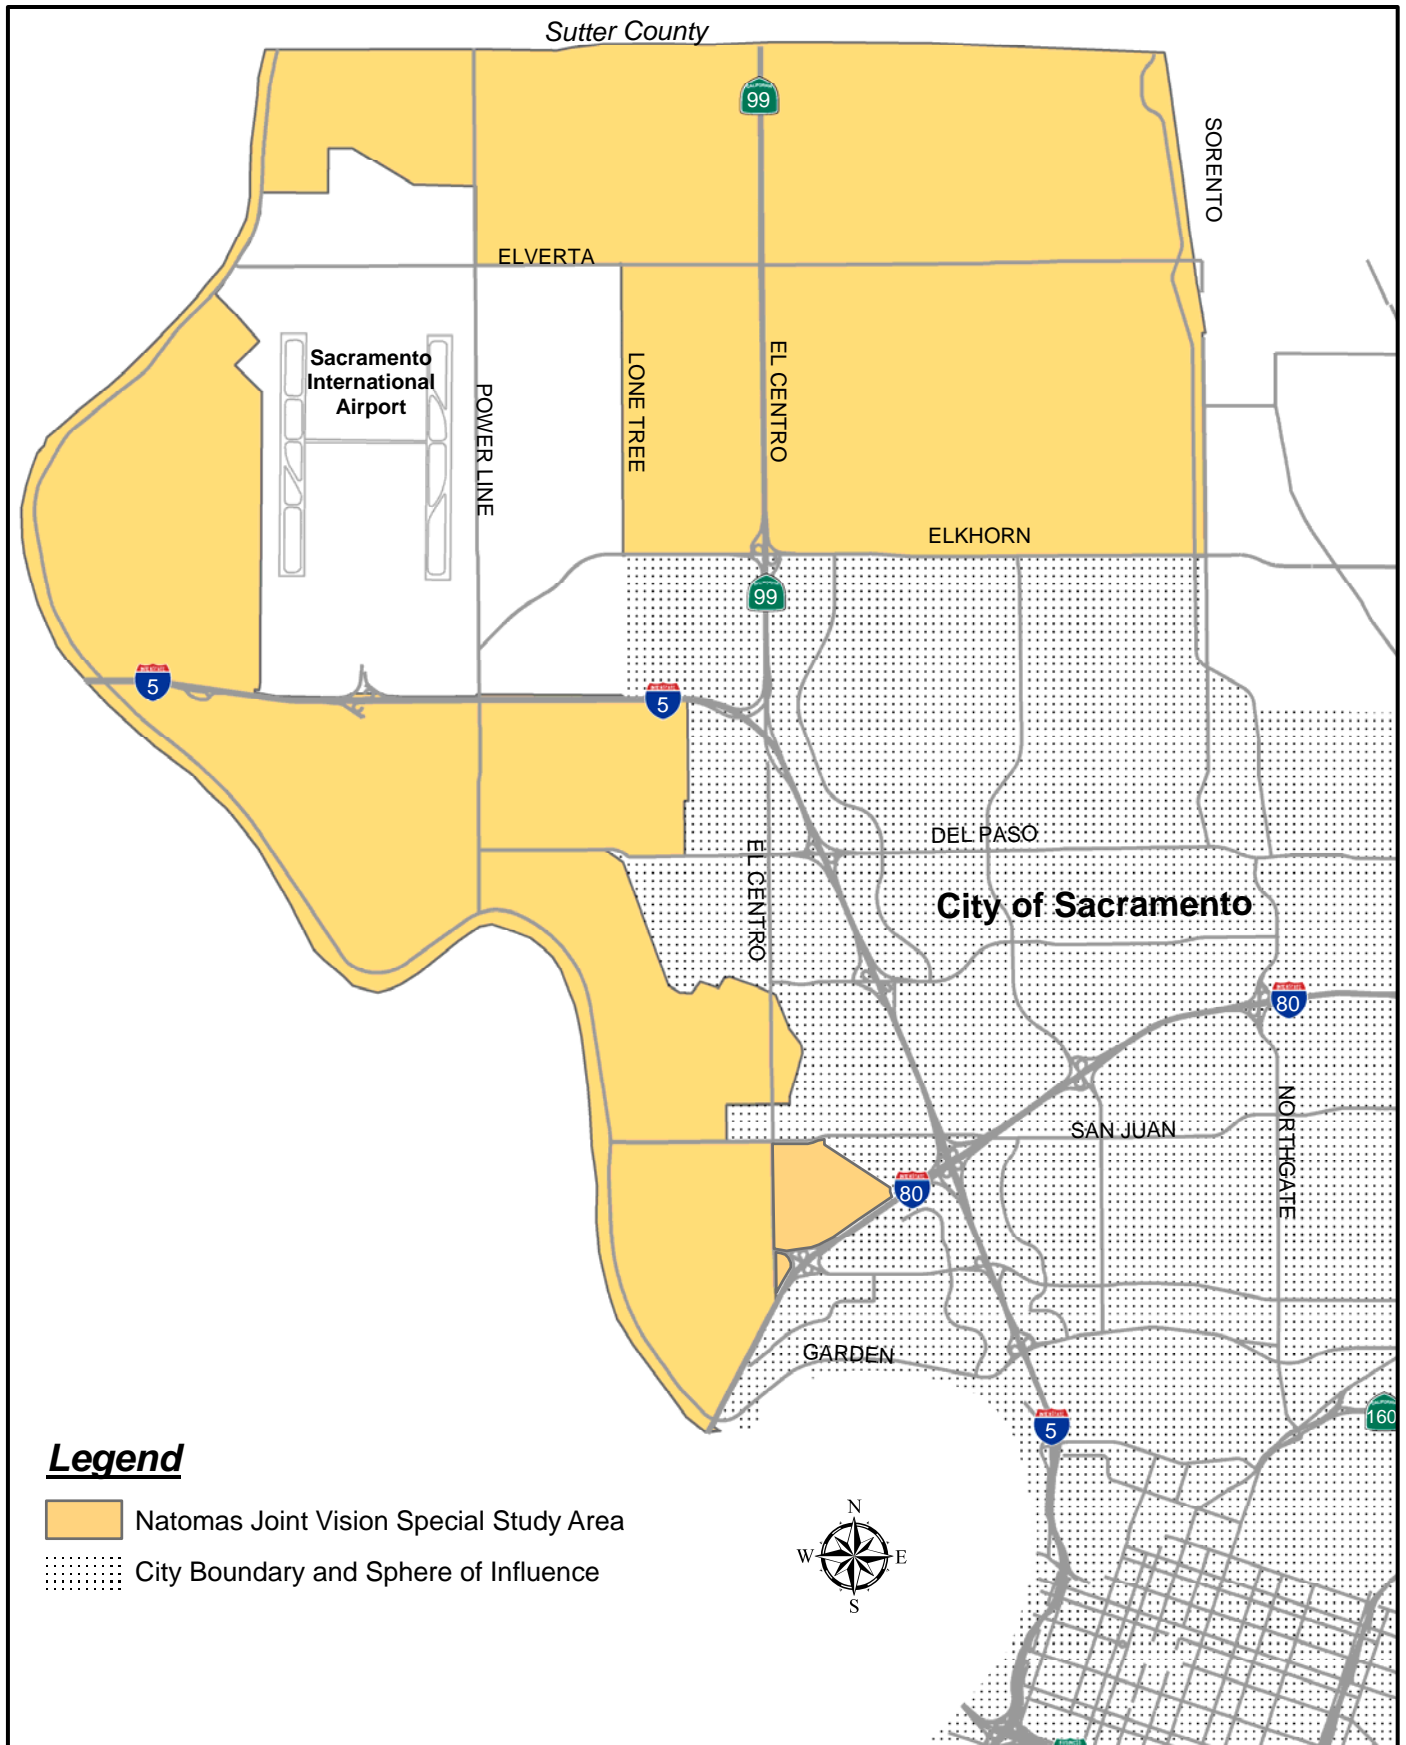 Sutter County
99
SORENTO
ELVERTA
Sacramento
International
Airport
POWER LINE
LONE TREE
EL CENTRO
ELKHORN
99
5
5
DEL PASO
EL CENTRO
City of Sacramento
80
NORTHGATE
SAN JUAN
80
GARDEN
160
5
Legend
Natomas Joint Vision Special Study Area
City Boundary and Sphere of Influence
N
W
E
S